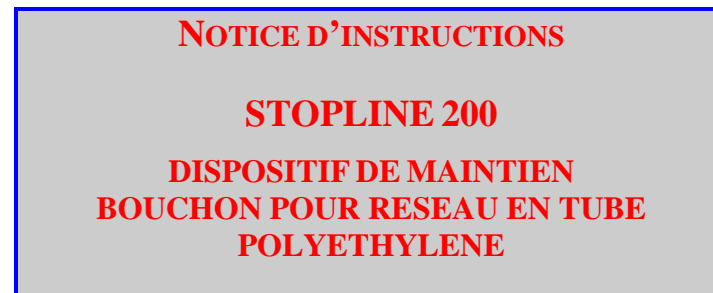 NOTICE D’INSTRUCTIONS
STOPLINE 200
DISPOSITIF DE MAINTIEN
BOUCHON POUR RESEAU EN TUBE
POLYETHYLENE